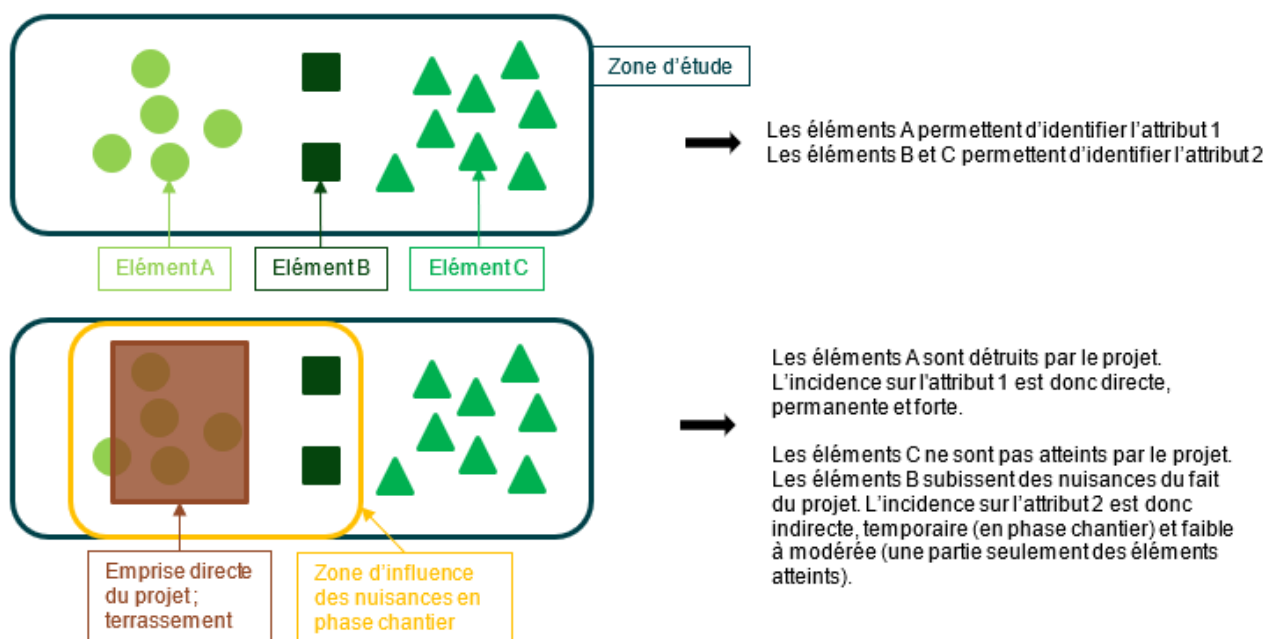 Zone d'étude
Les éléments A permettent d'identifier l'attribut 1
Les éléments B et C permettent d'identifier l'attribut 2
Elément A
Elément B
Elément C
Les éléments A sont détruits par le projet.
L'incidence sur l'attribut 1 est donc directe,
permanente et forte.
Les éléments C ne sont pas atteints par le projet.
Les éléments B subissent des nuisances du fait
du projet. L'incidence sur l'attribut 2 est donc
indirecte, temporaire (en phase chantier) et faible
à modérée (une partie seulement des éléments
atteints).
Emprise directe
du projet ;
terrassement
Zone d'influence
des nuisances en
phase chantier